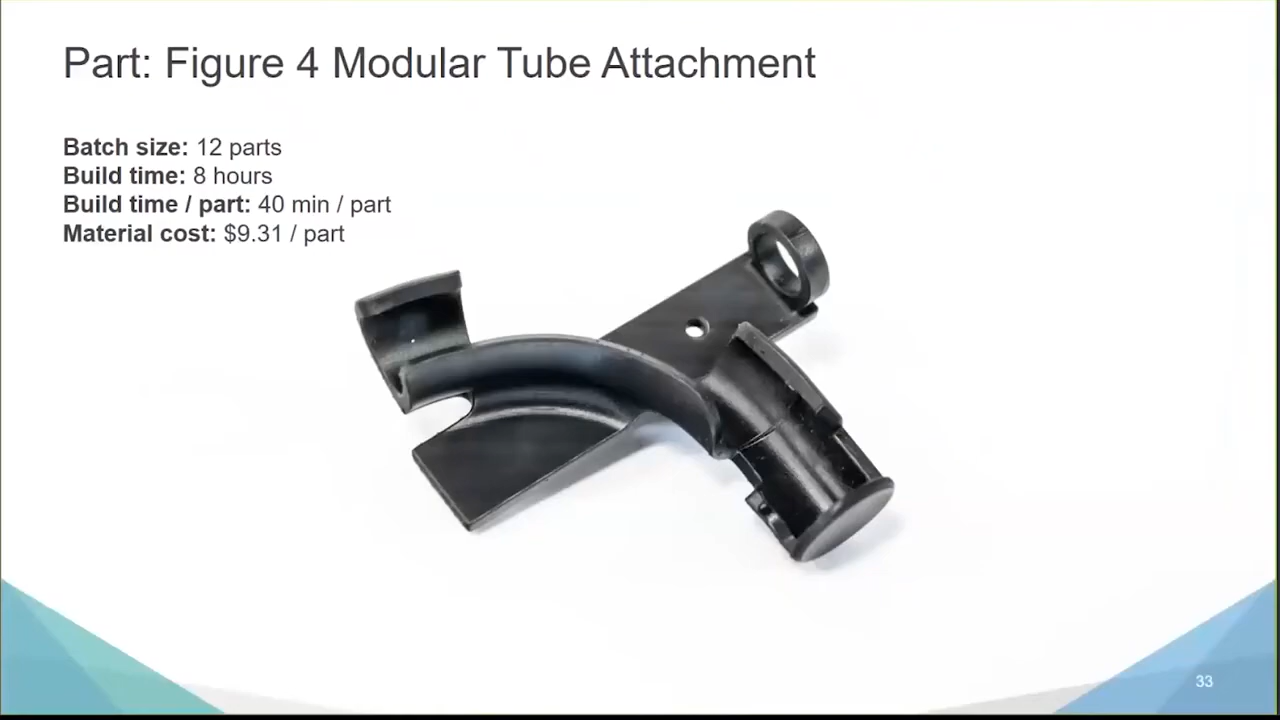 Part: Figure 4 Modular Tube Attachment
Batch size: 12 parts
Build time: 8 hours
Build time / part: 40 min / part
Material cost: $9.31 / part
33